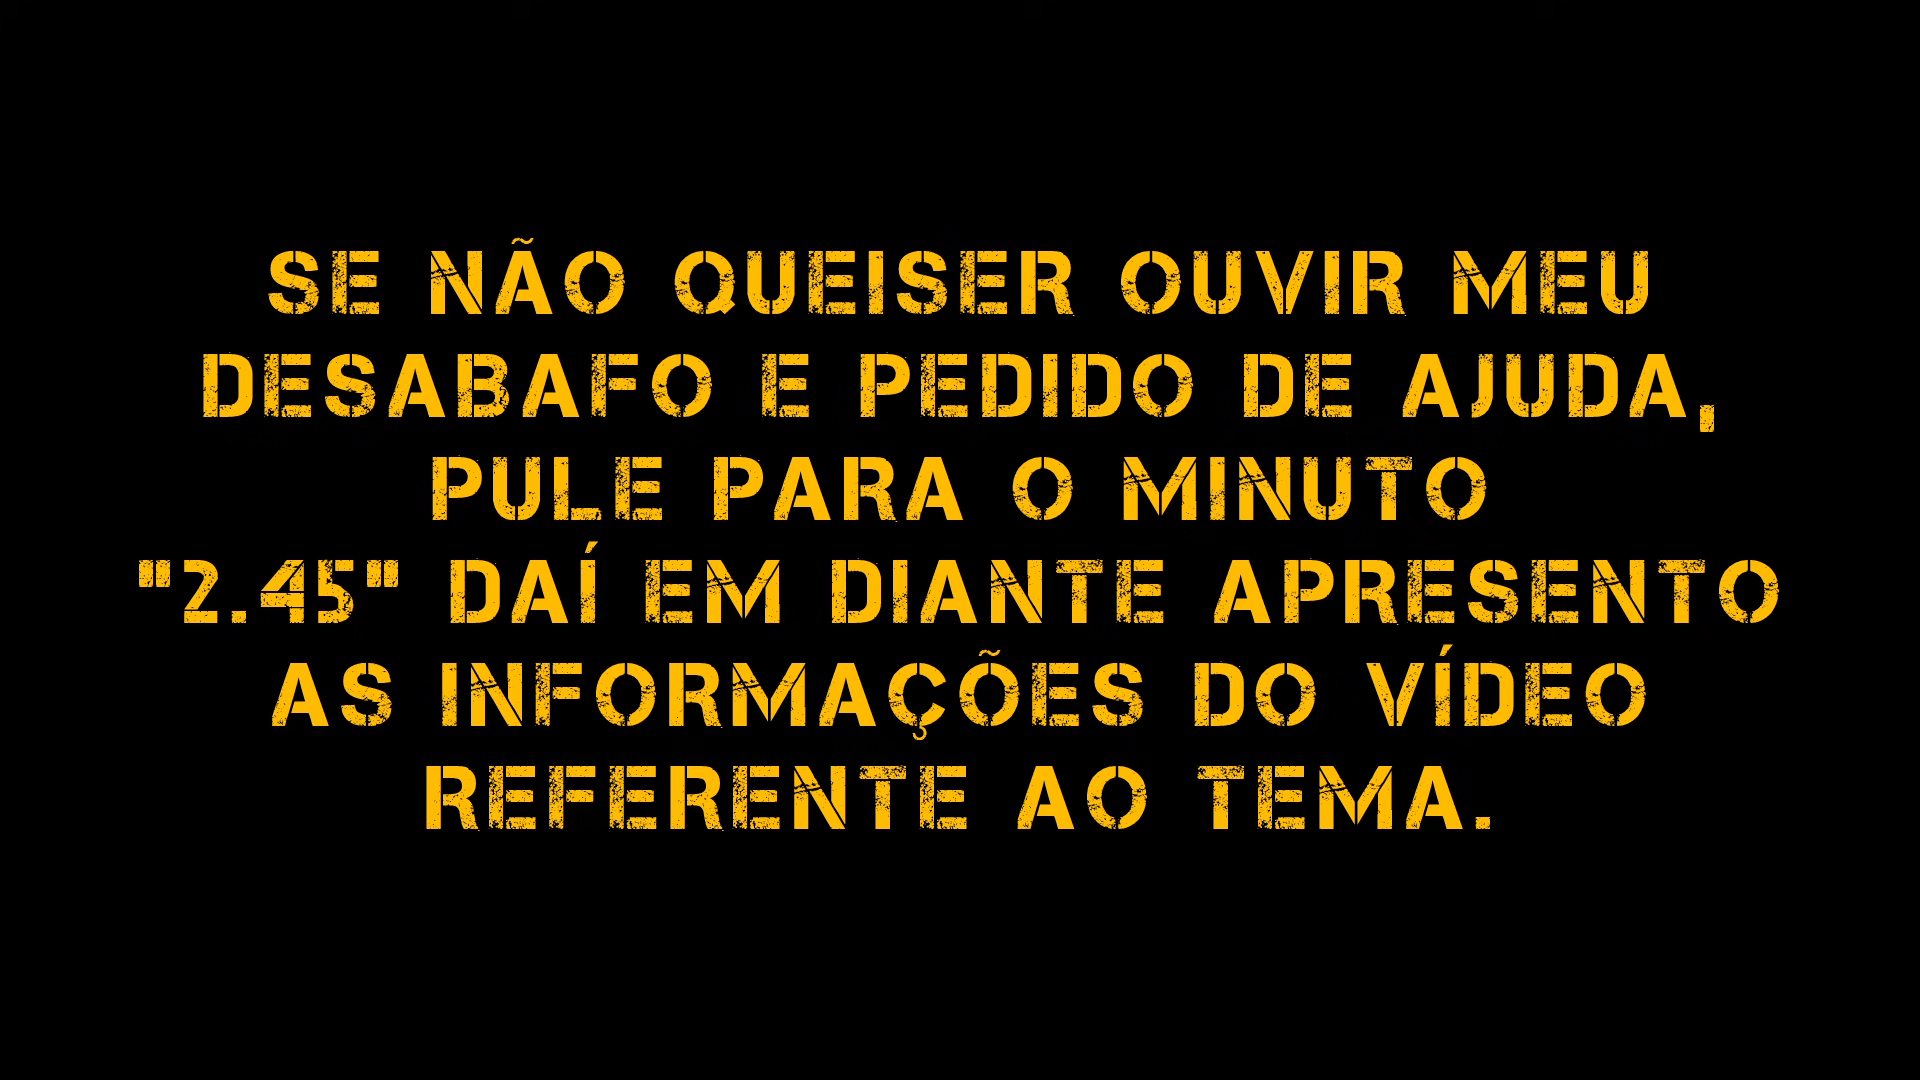 SE NÃO QUEISER OUVIR MEU
DESABAFO E PEDIDO DE AJUDA,
PULE PARA O MINUTO
"2.45" DAÍ EM DIANTE APRESENTO
AS INFORMAÇÕES DO VÍDEO
REFERENTE AO TEMA.